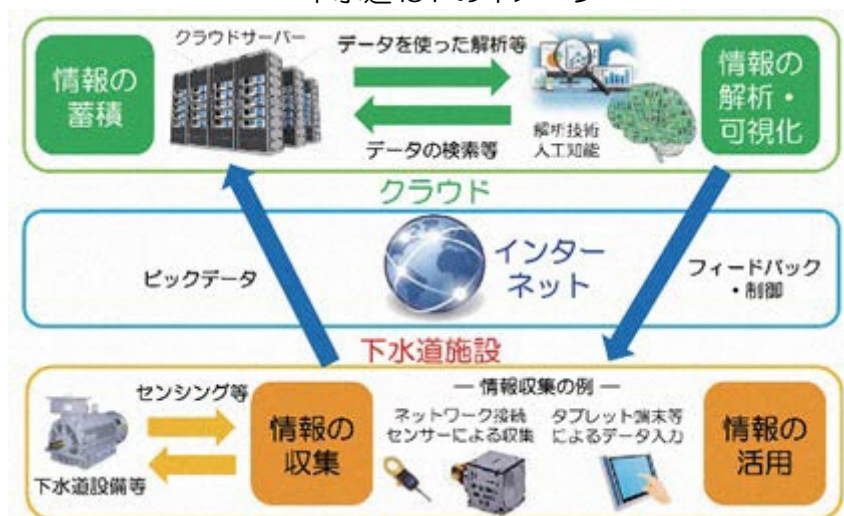 クラウドサーバー
情報の
蓄積
データを使った解析等
データの検索等
解析技術
人工知能
情報の
解析・
可視化
クラウド
ビックデータ
インター
ネット
フィードバック
・制御
下水道施設
センシング等
下水道設備等
情報の
収集
― 情報収集の例 ―
ネットワーク接続
センサーによる収集
タブレット端末等
によるデータ入力
情報の
活用